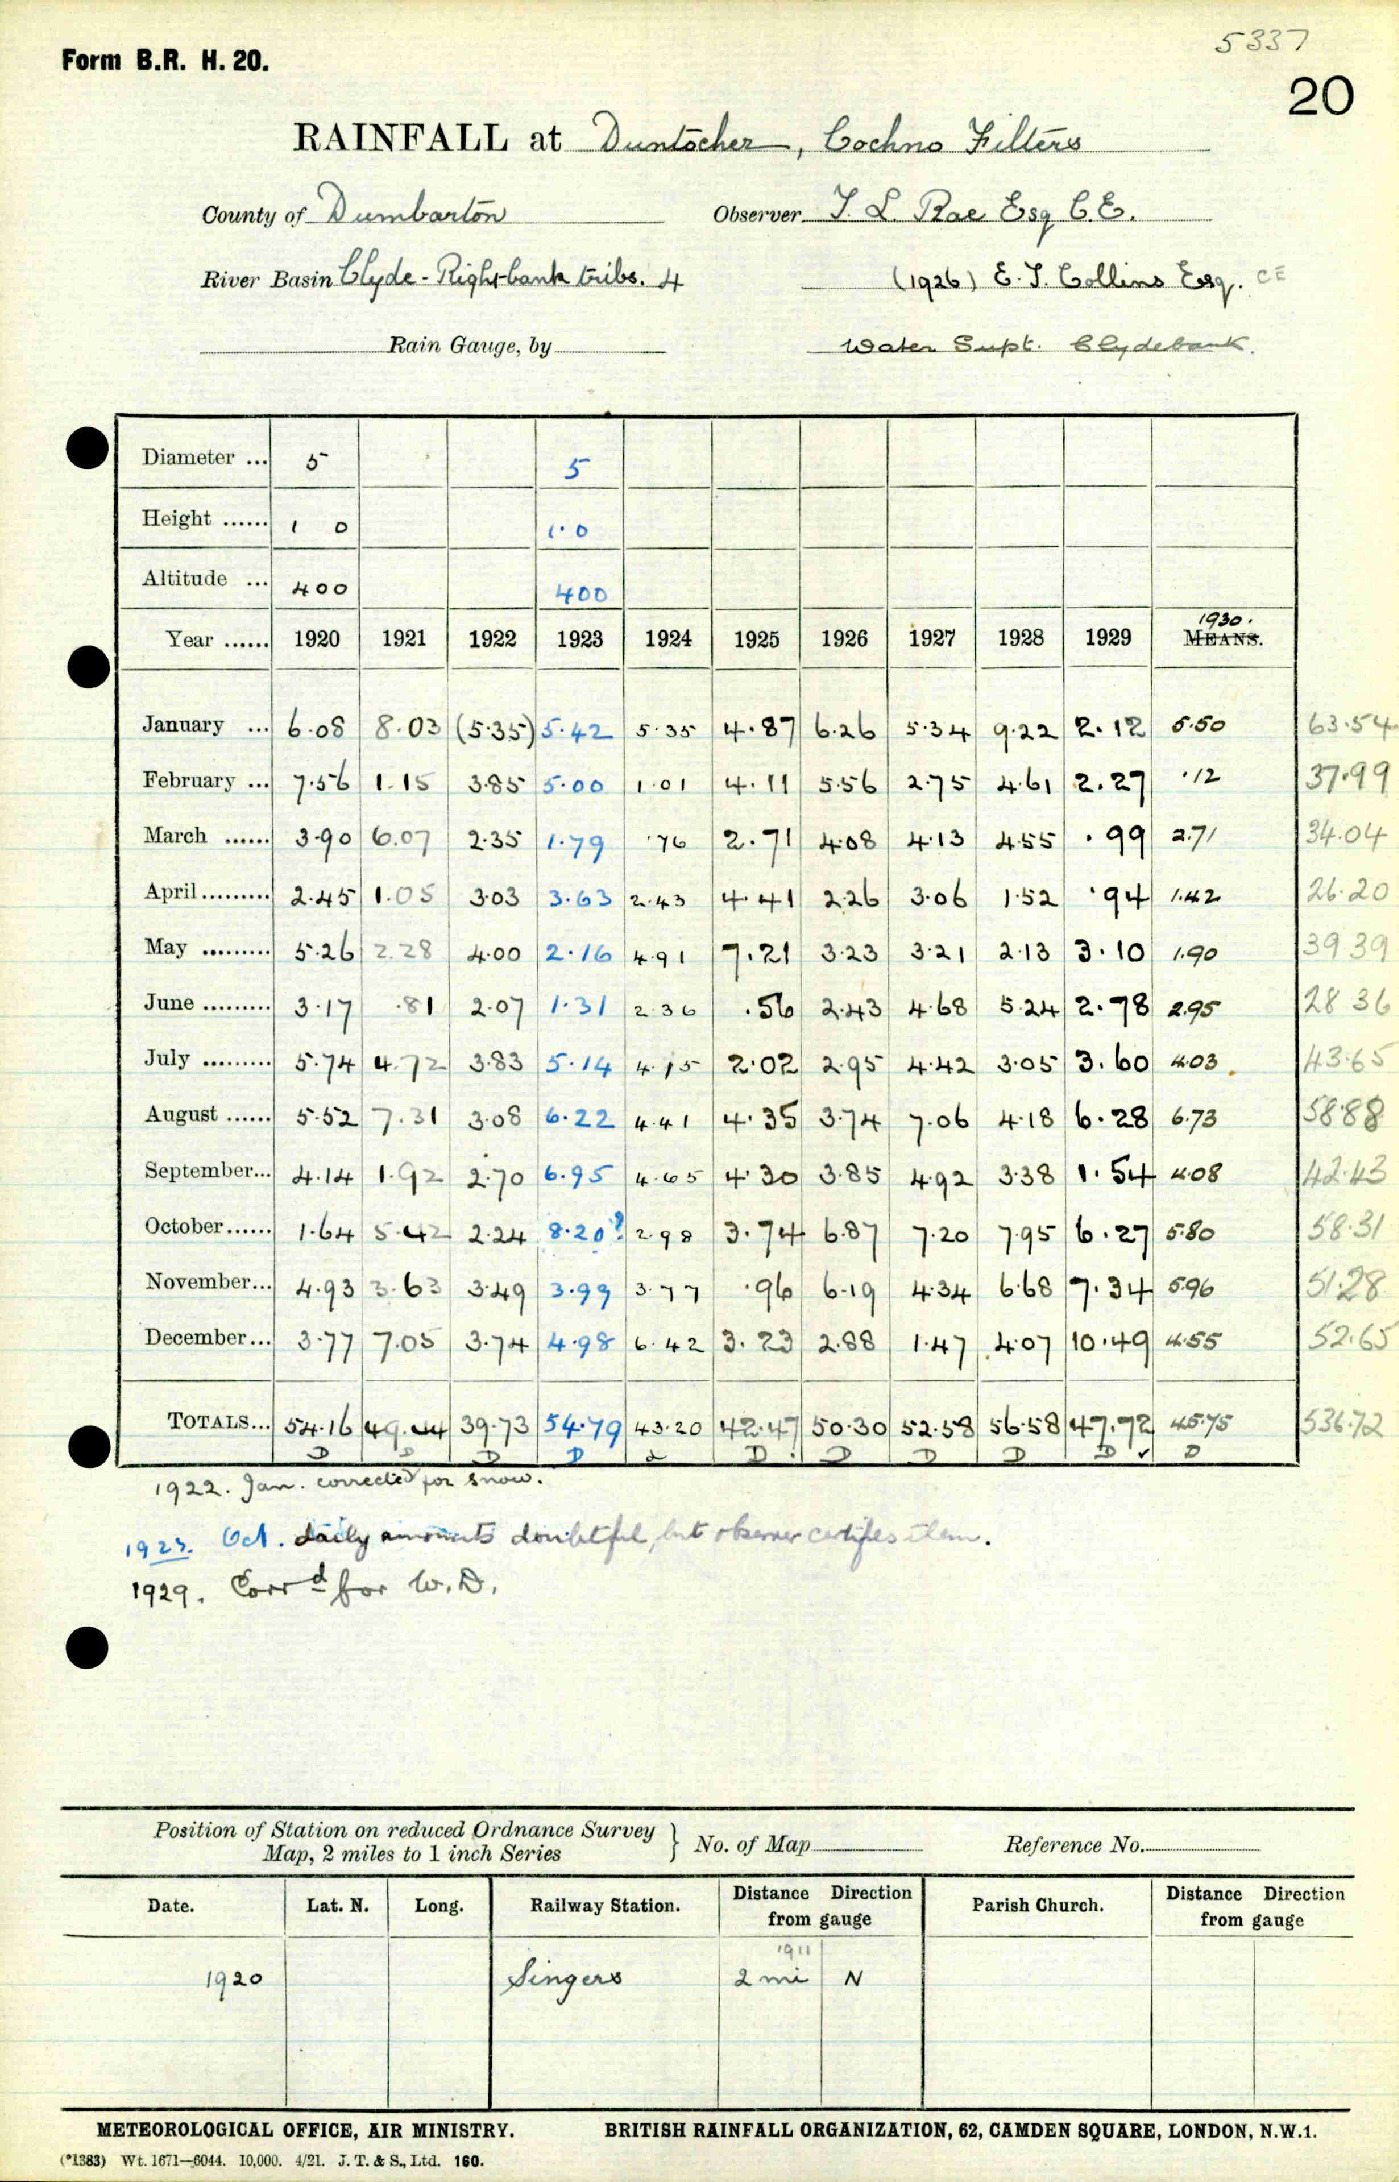 5337
Form B.R. H. 20.
20
RAINFALL at Duntocher, Cochno Filters
County of Dumbarton Observer T. L Rae Esq C.E.
River Basin Clyde - Right-bank tribs. 4 (1926) E. T. Collins Esq. CE
Rain Gauge, by Water Supt. Clydebank.
Diameter ... 5 5
Height ...... 1 0 1·0
Altitude ... 400 400
1930.
Year ...... 1920 1921 1922 1923 1924 1925 1926 1927 1928 1929 MEANS.
January ... 6·08 8·03 (5·35) 5·42 5·35 4·87 6·26 5·34 9·22 2·12 5·50 63·54
February ... 7·56 1·15 3·85 5·00 1·01 4·11 5·56 2·75 4·61 2·27 ·12 37·99
March ...... 3·90 6·07 2·35 1·79 ·76 2·71 4·08 4·13 4·55 ·99 2·71 34·04
April ......... 2·45 1·05 3·03 3·63 2·43 4·41 2·26 3·06 1·52 ·94 1·42 26·20
May ......... 5·26 2·28 4·00 2·16 4·91 7·21 3·23 3·21 2·13 3·10 1·90 39 39
June ......... 3·17 ·81 2·07 1·31 2·36 ·56 2·43 4·68 5·24 2·78 2·95 28 36
July ......... 5·74 4·72 3·83 5·14 4·15 2·02 2·95 4·42 3·05 3·60 4·03 43·65
August ...... 5·52 7·31 3·08 6·22 4·41 4·35 3·74 7·06 4·18 6·28 6·73 58·88
September... 4·14 1·92 2·70 6·95 4·65 4·30 3·85 4·92 3·38 1·54 4·08 42·43
October...... 1·64 5·42 2·24 8·20? 2·98 3·74 6·87 7·20 7·95 6·27 5·80 58·31
November... 4·93 3·63 3·49 3·99 3·77 ·96 6·19 4·34 6·68 7·34 5·96 51·28
December... 3·77 7·05 3·74 4·98 6·42 3·23 2·88 1·47 4·07 10·49 4·55 52·65
TOTALS... 54·16 49·44 39·73 54·79 43·20 42·47 50·30 52·58 56·58 47·72 45·75 536·72
D D D D D D D D D ✓ D
1922. Jan. corrected for snow.
1923. Oct. daily amounts doubtful, but observer certifies them.
1929. Corrd for W.D.
Position of Station on reduced Ordnance Survey
Map, 2 miles to 1 inch Series } No. of Map Reference No.
Date. Lat. N. Long. Railway Station. Distance Direction from gauge Parish Church. Distance Direction from gauge
1911
1920 Singers 2 mi N
METEOROLOGICAL OFFICE, AIR MINISTRY. BRITISH RAINFALL ORGANIZATION, 62, CAMDEN SQUARE, LONDON, N.W.1.
(*1383) Wt. 1671—6044. 10,000. 4/21. J. T. & S., Ltd. 160.